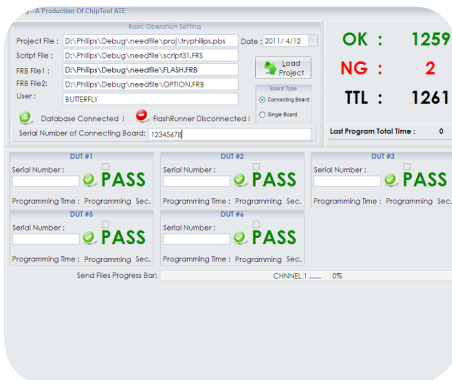 A Production Of ChipTool ATE
Basic Operation Setting
Project File : D:\Philips\Debug\needfile\proj\tryphilips.pbs Date : 2011/ 4/12
Script File : D:\Philips\Debug\needfile\script31.FRS
FRB File1 : D:\Philips\Debug\needfile\FLASH.FRB
FRB File2: D:\Philips\Debug\needfile\OPTION.FRB
User : BUTTERFLY
Load Project
Board Type
Connecting Board
Single Board
Database Connected ! FlashRunner Disconnected !
Serial Number of Connecting Board: 12345678
OK : 1259
NG : 2
TTL : 1261
Last Program Total Time : 0
DUT #1
Serial Number :
PASS
Programming Time : Programming Sec.
DUT #2
Serial Number :
PASS
Programming Time : Programming Sec.
DUT #3
Serial Number :
PASS
Programming Time : Programming Sec.
DUT #5
Serial Number :
PASS
Programming Time : Programming Sec.
DUT #6
Serial Number :
PASS
Programming Time : Programming Sec.
Send Files Progress Bar: CHNNEL 1 ...... 0%